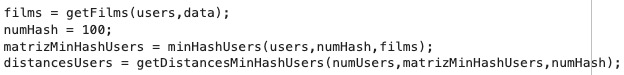 films = getFilms(users,data);
numHash = 100;
matrizMinHashUsers = minHashUsers(users,numHash,films);
distancesUsers = getDistancesMinHashUsers(numUsers,matrizMinHashUsers,numHash);